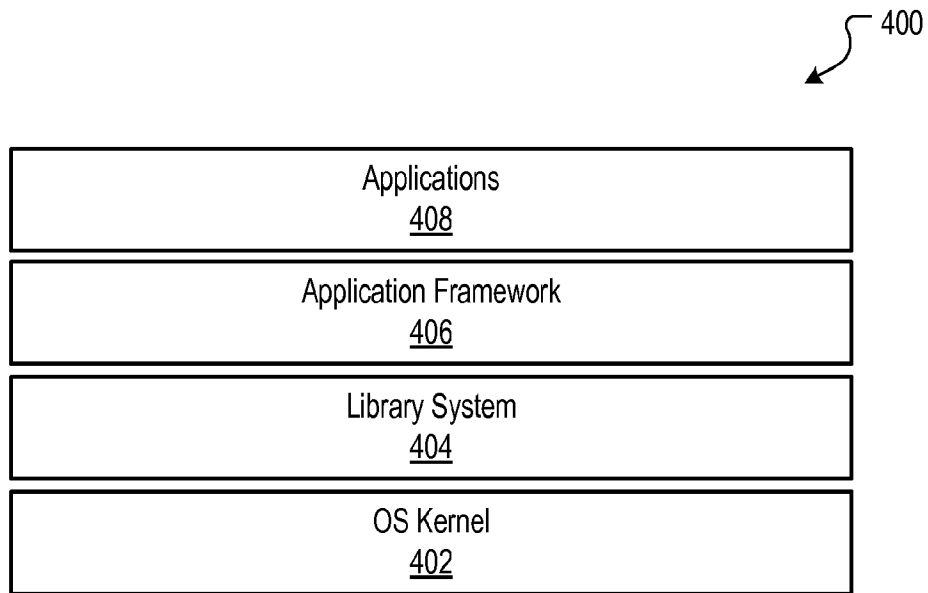 400
Applications
408
Application Framework
406
Library System
404
OS Kernel
402